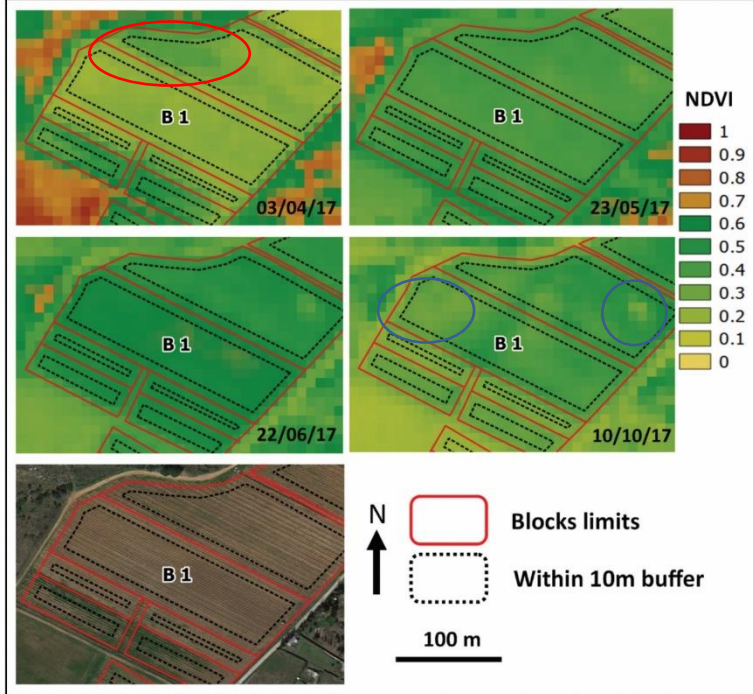 B 1
03/04/17
B 1
23/05/17
NDVI
1
0.9
0.8
0.7
0.6
0.5
0.4
0.3
0.2
0.1
0
B 1
22/06/17
B 1
10/10/17
B 1
N
Blocks limits
Within 10m buffer
100 m